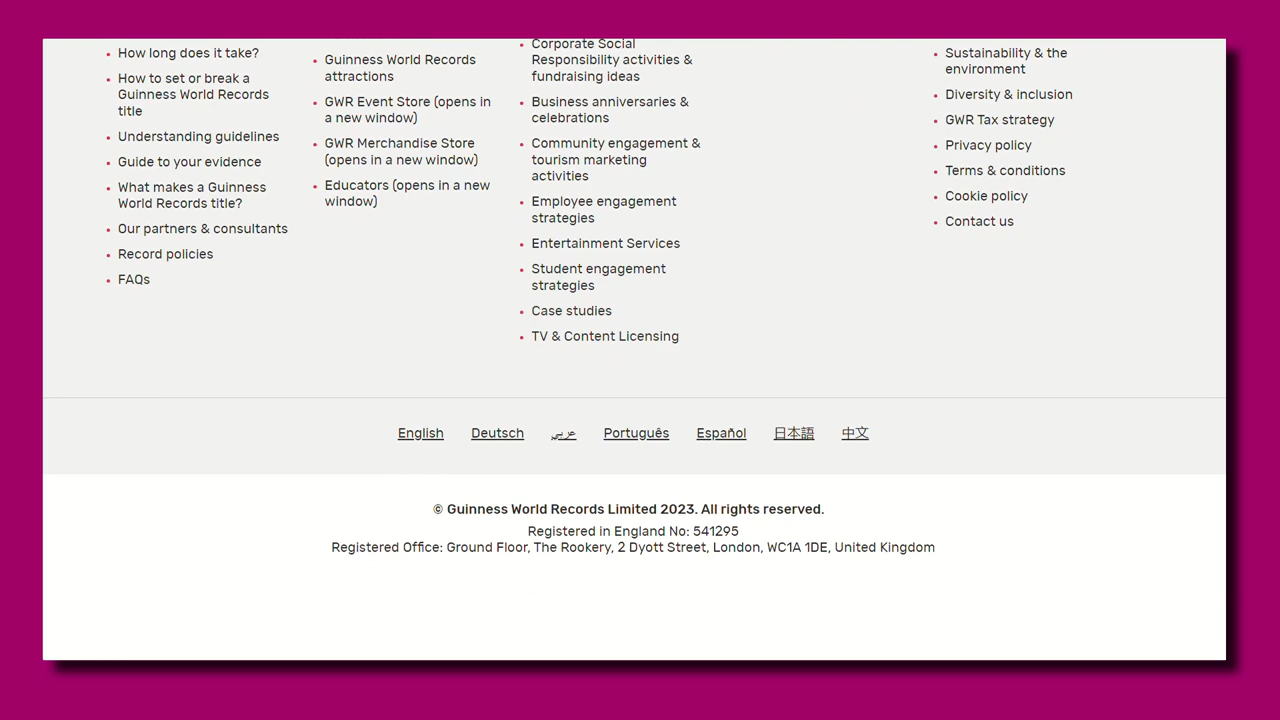 How long does it take?
How to set or break a
Guinness World Records
title
Understanding guidelines
Guide to your evidence
What makes a Guinness
World Records title?
Our partners & consultants
Record policies
FAQs
Guinness World Records
attractions
GWR Event Store (opens in
a new window)
GWR Merchandise Store
(opens in a new window)
Educators (opens in a new
window)
Corporate Social
Responsibility activities &
fundraising ideas
Business anniversaries &
celebrations
Community engagement &
tourism marketing
activities
Employee engagement
strategies
Entertainment Services
Student engagement
strategies
Case studies
TV & Content Licensing
Sustainability & the
environment
Diversity & inclusion
GWR Tax strategy
Privacy policy
Terms & conditions
Cookie policy
Contact us
English Deutsch عربي Português Español 日本語 中文
© Guinness World Records Limited 2023. All rights reserved.
Registered in England No: 541295
Registered Office: Ground Floor, The Rookery, 2 Dyott Street, London, WC1A 1DE, United Kingdom